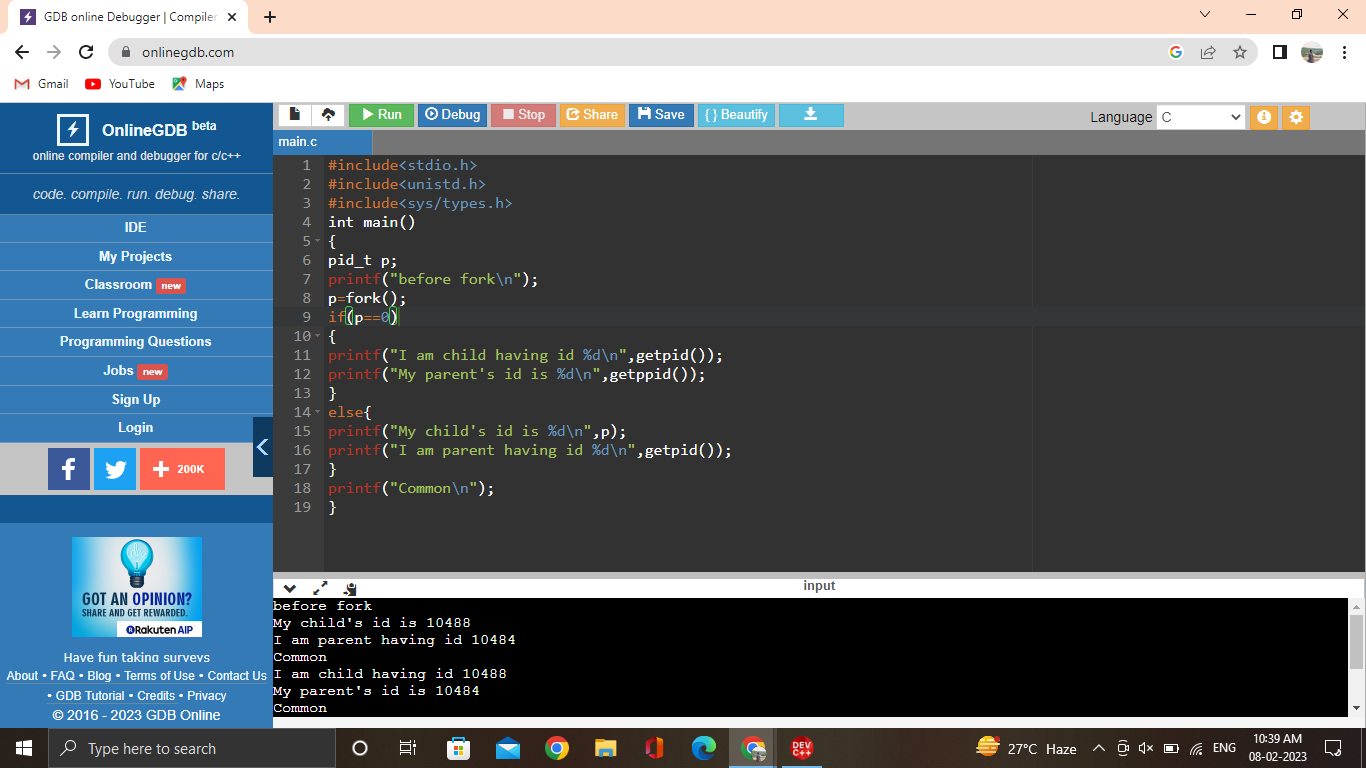 GDB online Debugger | Compiler
onlinegdb.com
Gmail YouTube Maps
OnlineGDB beta
online compiler and debugger for c/c++
code. compile. run. debug. share.
IDE
My Projects
Classroom new
Learn Programming
Programming Questions
Jobs new
Sign Up
Login
f + 200K
GOT AN OPINION?
SHARE AND GET REWARDED.
Rakuten AIP
Have fun taking surveys
About • FAQ • Blog • Terms of Use • Contact Us
• GDB Tutorial • Credits • Privacy
© 2016 - 2023 GDB Online
Run Debug Stop Share Save { } Beautify
Language C
main.c
1 #include<stdio.h>
2 #include<unistd.h>
3 #include<sys/types.h>
4 int main()
5 {
6 pid_t p;
7 printf("before fork\n");
8 p=fork();
9 if(p==0)
10 {
11 printf("I am child having id %d\n",getpid());
12 printf("My parent's id is %d\n",getppid());
13 }
14 else{
15 printf("My child's id is %d\n",p);
16 printf("I am parent having id %d\n",getpid());
17 }
18 printf("Common\n");
19 }
input
before fork
My child's id is 10488
I am parent having id 10484
Common
I am child having id 10488
My parent's id is 10484
Common
Type here to search
DEV C++
27°C Haze
ENG
10:39 AM
08-02-2023